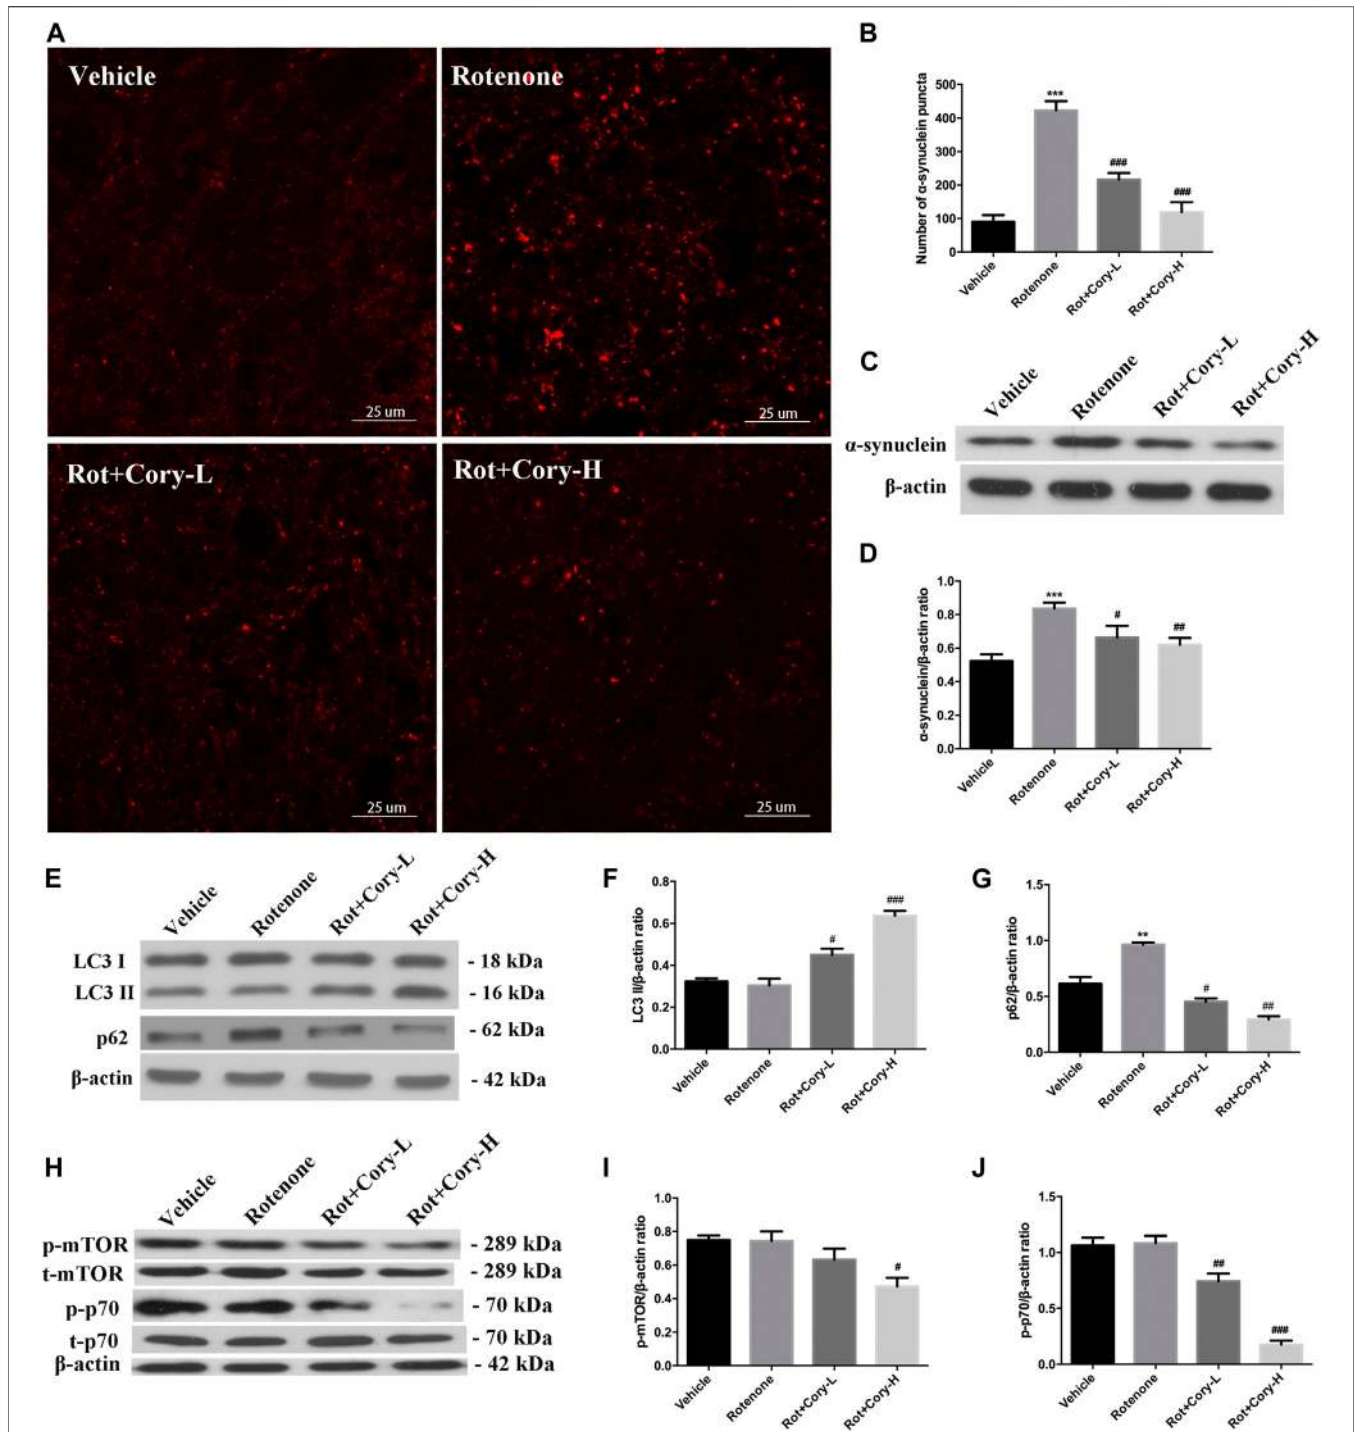 A
Vehicle
Rotenone
25 um
25 um
Rot+Cory-L
Rot+Cory-H
25 um
25 um
B
Number of α-synuclein puncta
500
400
300
200
100
0
***
###
###
Vehicle
Rotenone
Rot+Cory-L
Rot+Cory-H
C
Vehicle
Rotenone
Rot+Cory-L
Rot+Cory-H
α-synuclein
β-actin
D
α-synuclein/β-actin ratio
1.0
0.8
0.6
0.4
0.2
0.0
***
#
##
Vehicle
Rotenone
Rot+Cory-L
Rot+Cory-H
E
Vehicle
Rotenone
Rot+Cory-L
Rot+Cory-H
LC3 I - 18 kDa
LC3 II - 16 kDa
p62 - 62 kDa
β-actin - 42 kDa
F
LC3 II/β-actin ratio
0.8
0.6
0.4
0.2
0.0
#
###
Vehicle
Rotenone
Rot+Cory-L
Rot+Cory-H
G
p62/β-actin ratio
1.5
1.0
0.5
0.0
**
#
##
Vehicle
Rotenone
Rot+Cory-L
Rot+Cory-H
H
Vehicle
Rotenone
Rot+Cory-L
Rot+Cory-H
p-mTOR - 289 kDa
t-mTOR - 289 kDa
p-p70 - 70 kDa
t-p70 - 70 kDa
β-actin - 42 kDa
I
p-mTOR/β-actin ratio
1.0
0.8
0.6
0.4
0.2
0.0
#
Vehicle
Rotenone
Rot+Cory-L
Rot+Cory-H
J
p-p70/β-actin ratio
1.5
1.0
0.5
0.0
##
###
Vehicle
Rotenone
Rot+Cory-L
Rot+Cory-H